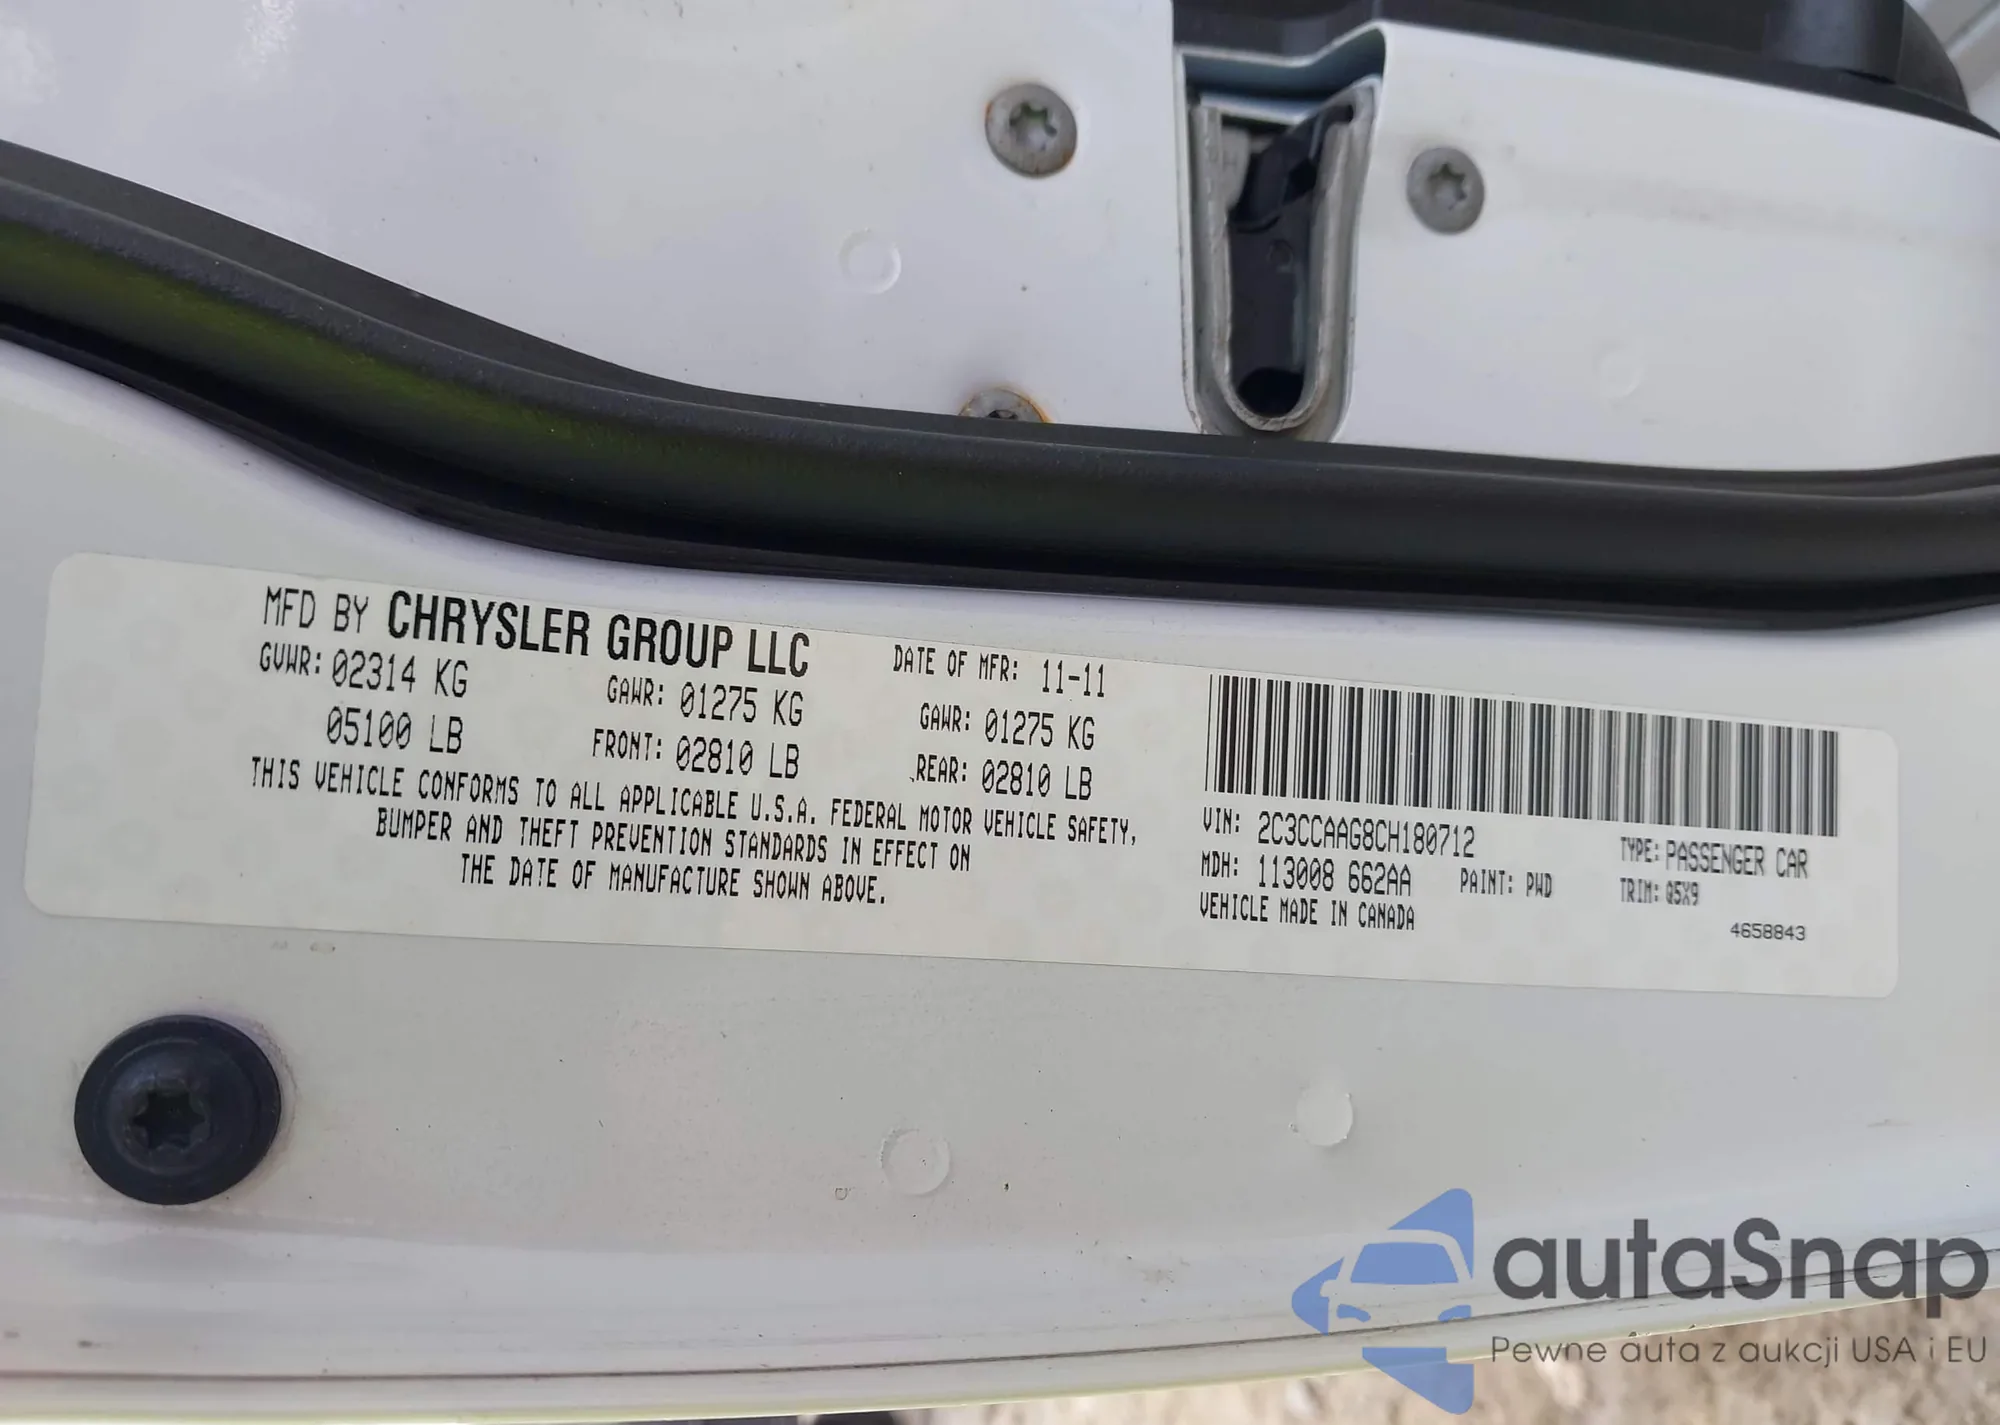 MFD BY CHRYSLER GROUP LLC DATE OF MFR: 11-11
GVWR: 02314 KG GAWR: 01275 KG GAWR: 01275 KG
05100 LB FRONT: 02810 LB REAR: 02810 LB
THIS VEHICLE CONFORMS TO ALL APPLICABLE U.S.A. FEDERAL MOTOR VEHICLE SAFETY,
BUMPER AND THEFT PREVENTION STANDARDS IN EFFECT ON
THE DATE OF MANUFACTURE SHOWN ABOVE.
VIN: 2C3CCAAG8CH180712 TYPE: PASSENGER CAR
MDH: 113008 662AA PAINT: PWD TRIM: Q5X9
VEHICLE MADE IN CANADA
4658843
autaSnap
Pewne auta z aukcji USA i EU